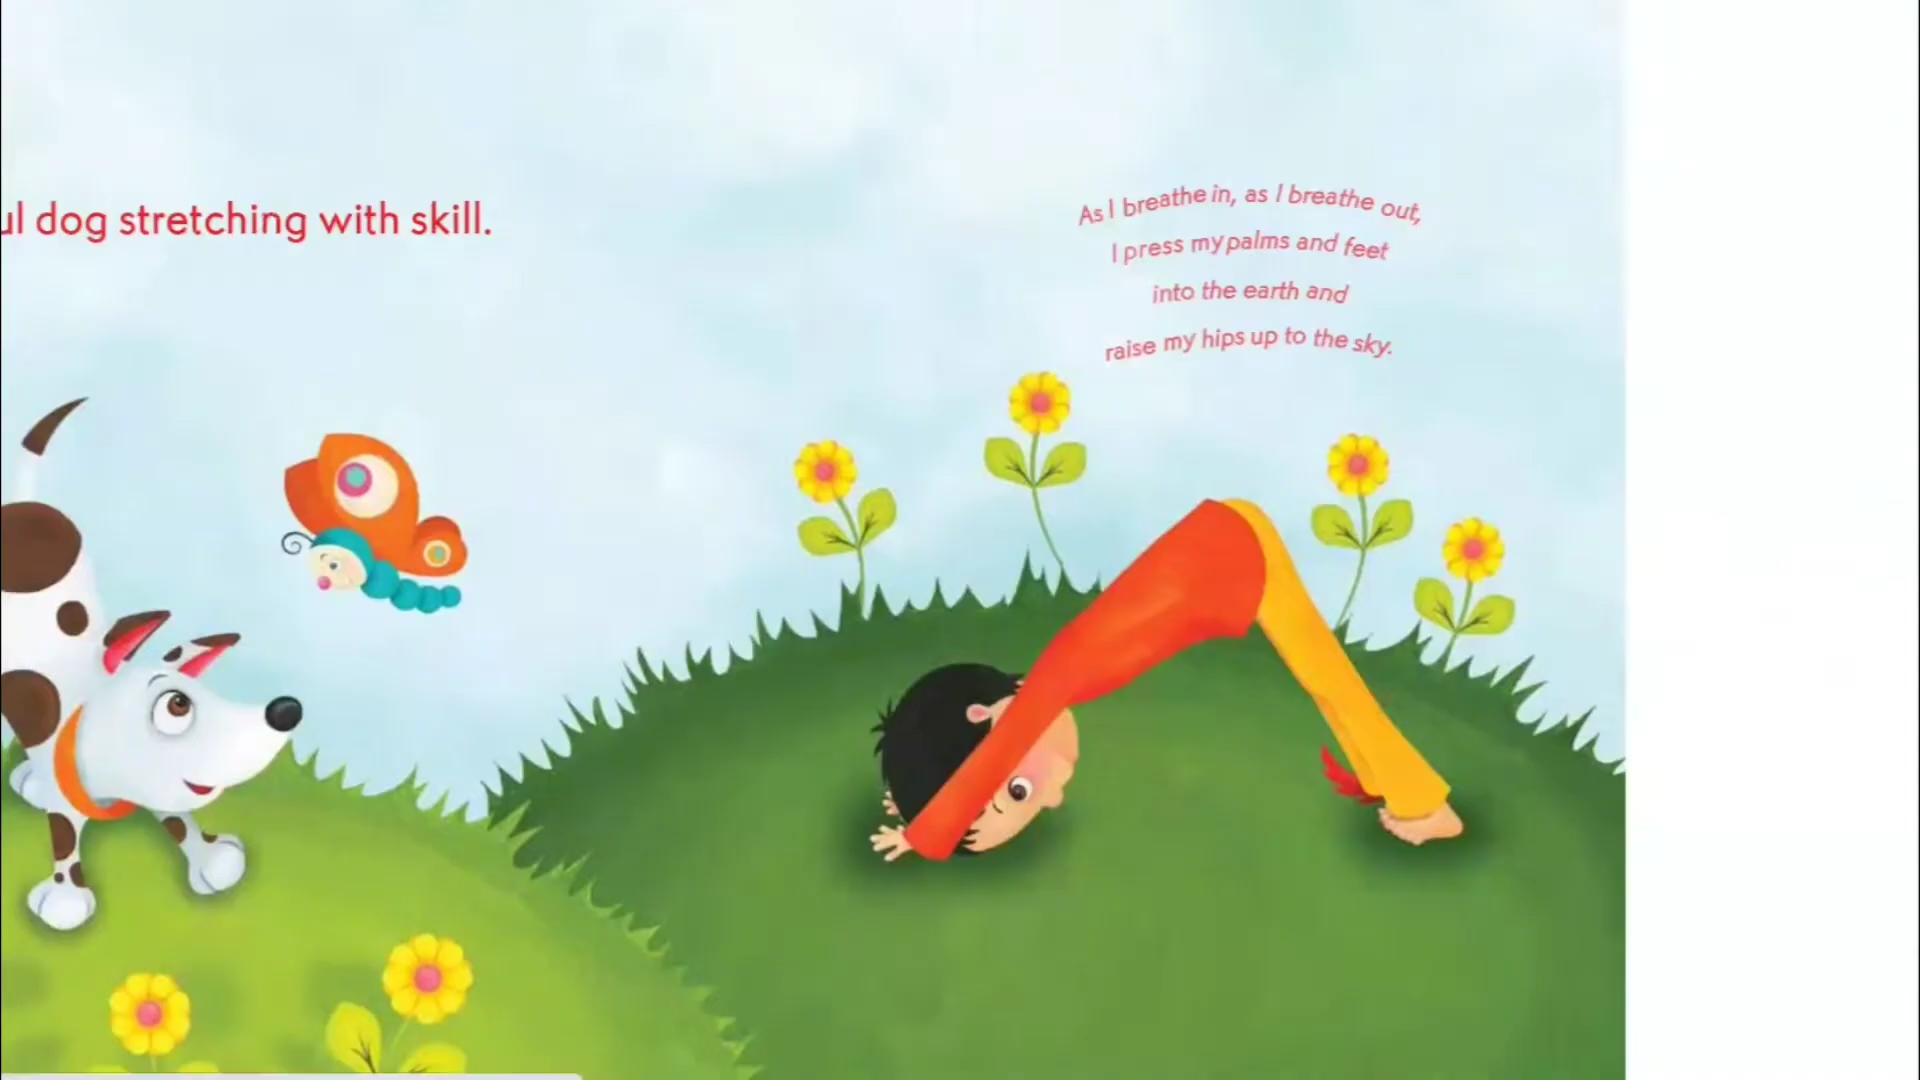 dog stretching with skill.
As I breathe in, as I breathe out,
I press my palms and feet
into the earth and
raise my hips up to the sky.